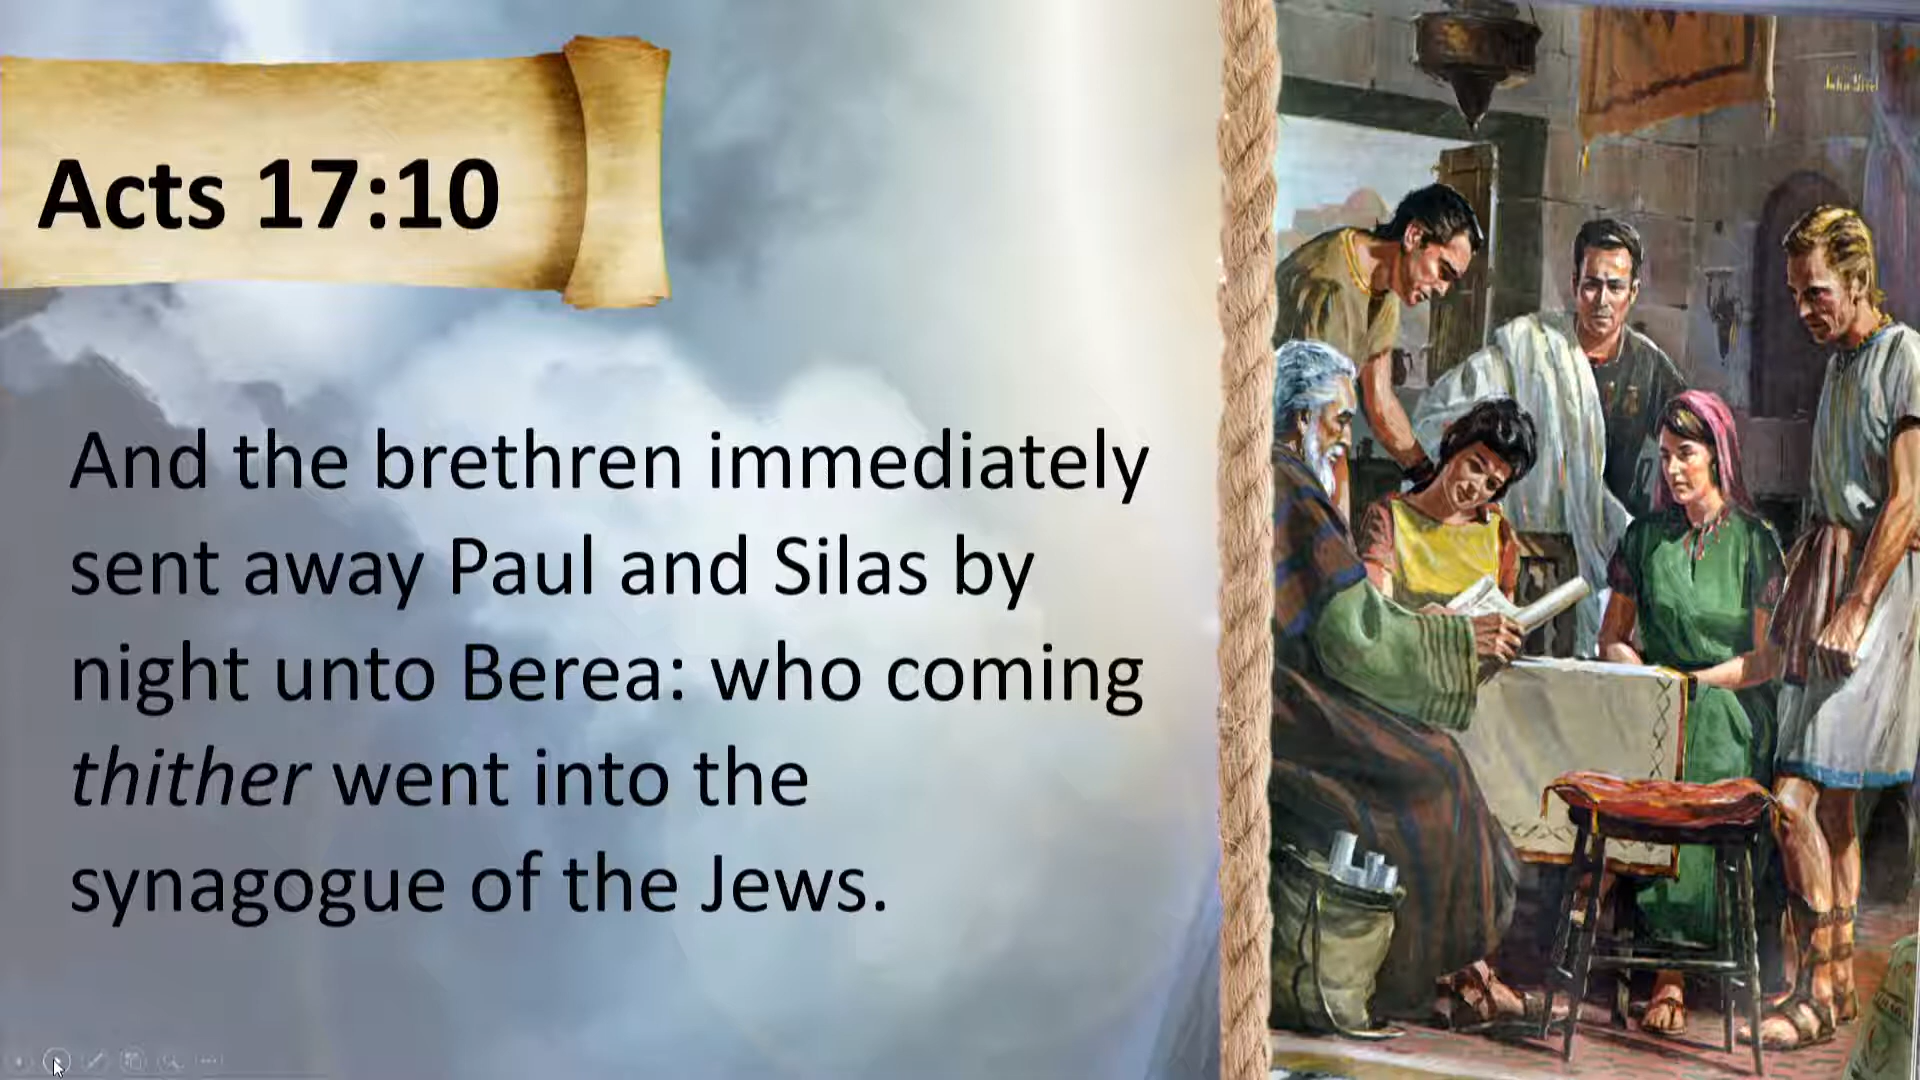 Acts 17:10
And the brethren immediately
sent away Paul and Silas by
night unto Berea: who coming
thither went into the
synagogue of the Jews.